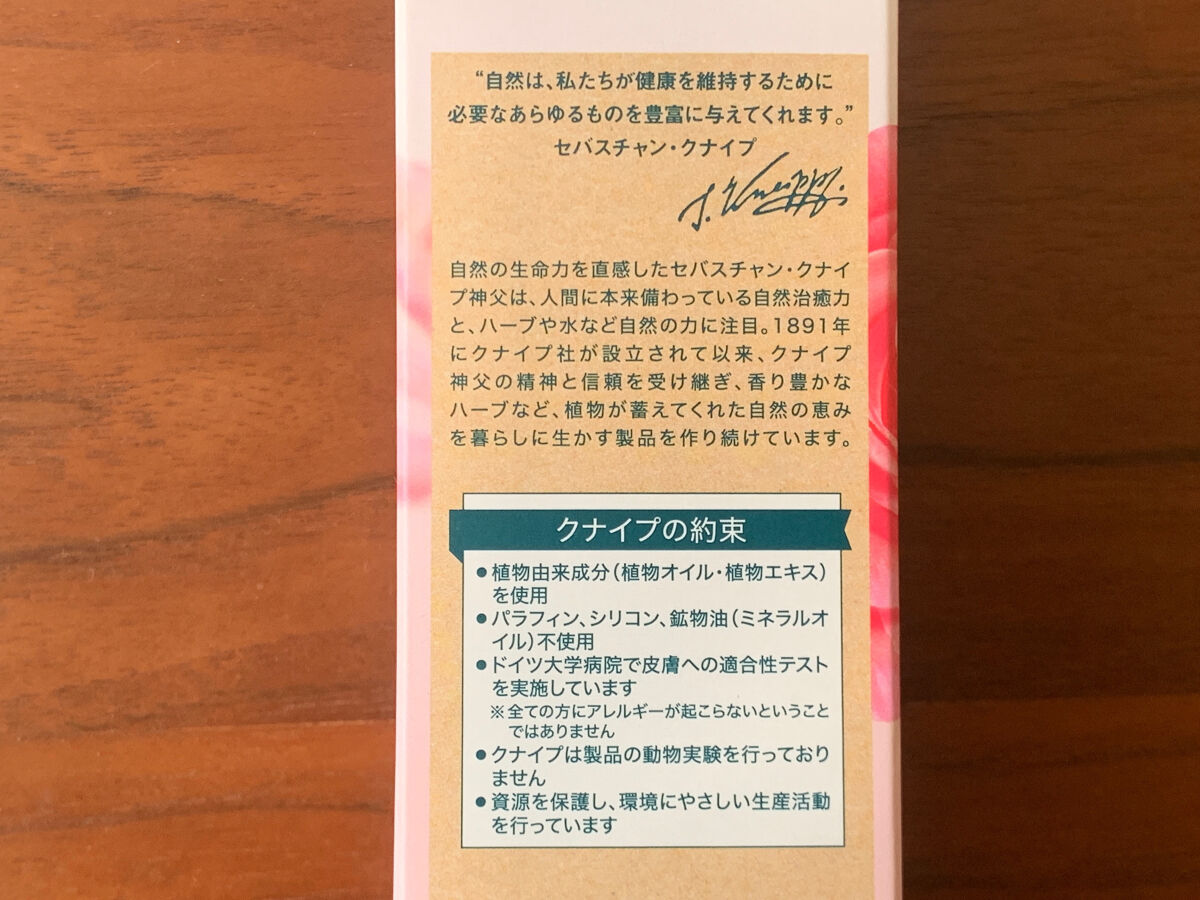 “自然は、私たちが健康を維持するために
必要なあらゆるものを豊富に与えてくれます。”
セバスチャン・クナイプ
S. Kneipp.
自然の生命力を直感したセバスチャン・クナイ
プ神父は、人間に本来備わっている自然治癒力
と、ハーブや水など自然の力に注目。1891年
にクナイプ社が設立されて以来、クナイプ
神父の精神と信頼を受け継ぎ、香り豊かな
ハーブなど、植物が蓄えてくれた自然の恵み
を暮らしに生かす製品を作り続けています。
クナイプの約束
●植物由来成分（植物オイル・植物エキス）
を使用
●パラフィン、シリコン、鉱物油（ミネラルオ
イル）不使用
●ドイツ大学病院で皮膚への適合性テスト
を実施しています
※全ての方にアレルギーが起こらないということ
ではありません
●クナイプは製品の動物実験を行っており
ません
●資源を保護し、環境にやさしい生産活動
を行っています